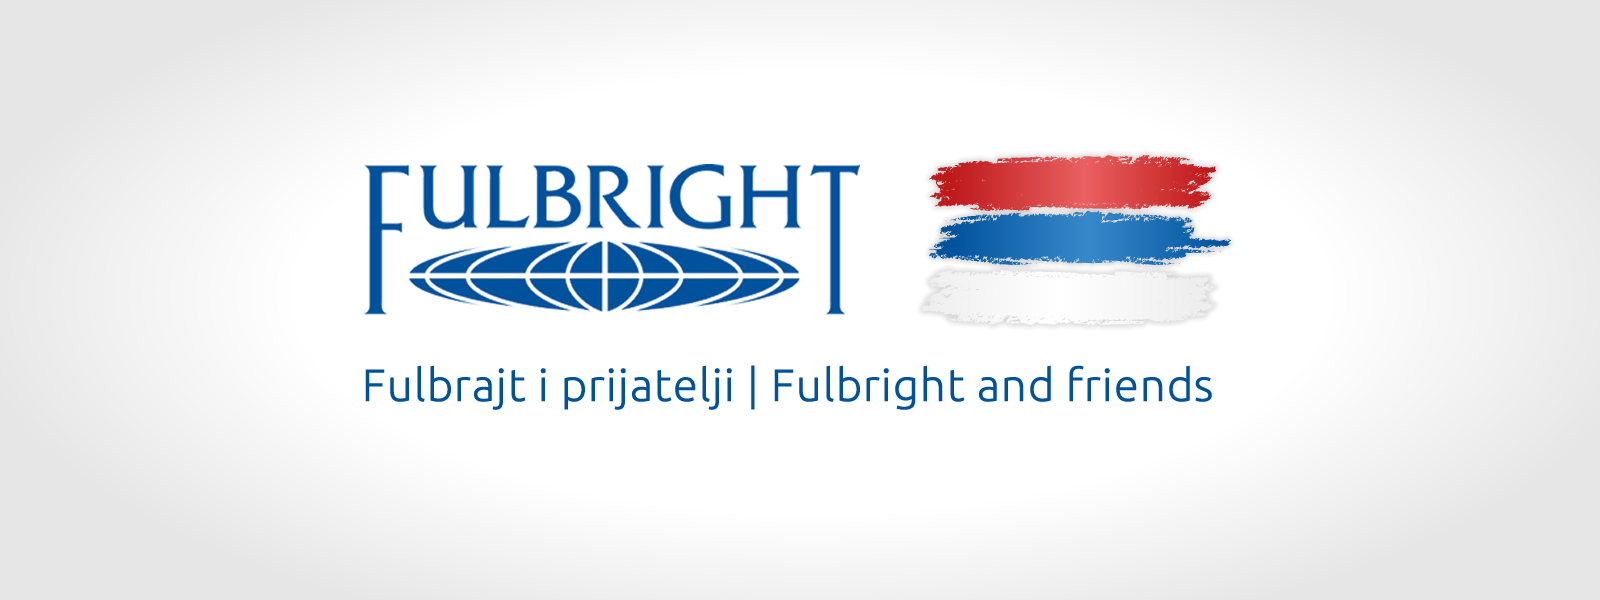 FULBRIGHT
Fulbrajt i prijatelji | Fulbright and friends